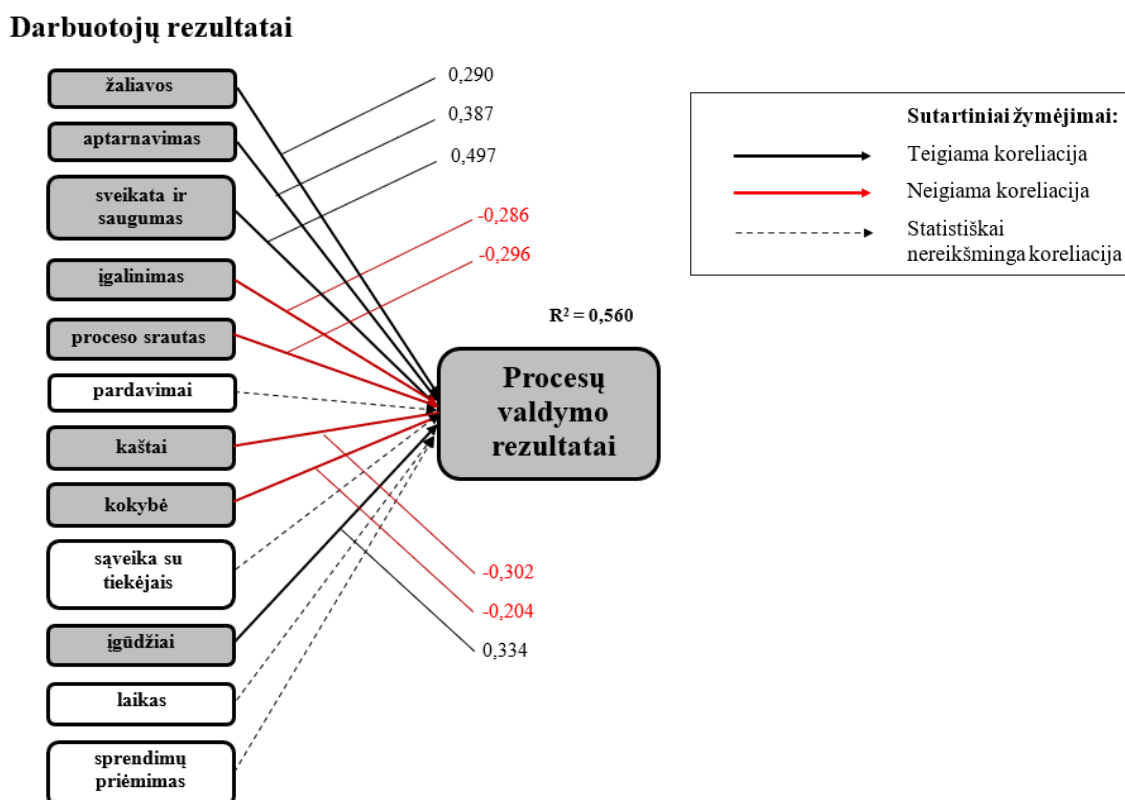 Darbuotojų rezultatai
žaliavos
aptarnavimas
sveikata ir
saugumas
įgalinimas
proceso srautas
pardavimai
kaštai
kokybė
sąveika su
tiekėjais
įgūdžiai
laikas
sprendimų
priėmimas
0,290
0,387
0,497
-0,286
-0,296
R² = 0,560
Procesų
valdymo
rezultatai
-0,302
-0,204
0,334
Sutartiniai žymėjimai:
Teigiama koreliacija
Neigiama koreliacija
Statistiškai
nereikšminga koreliacija